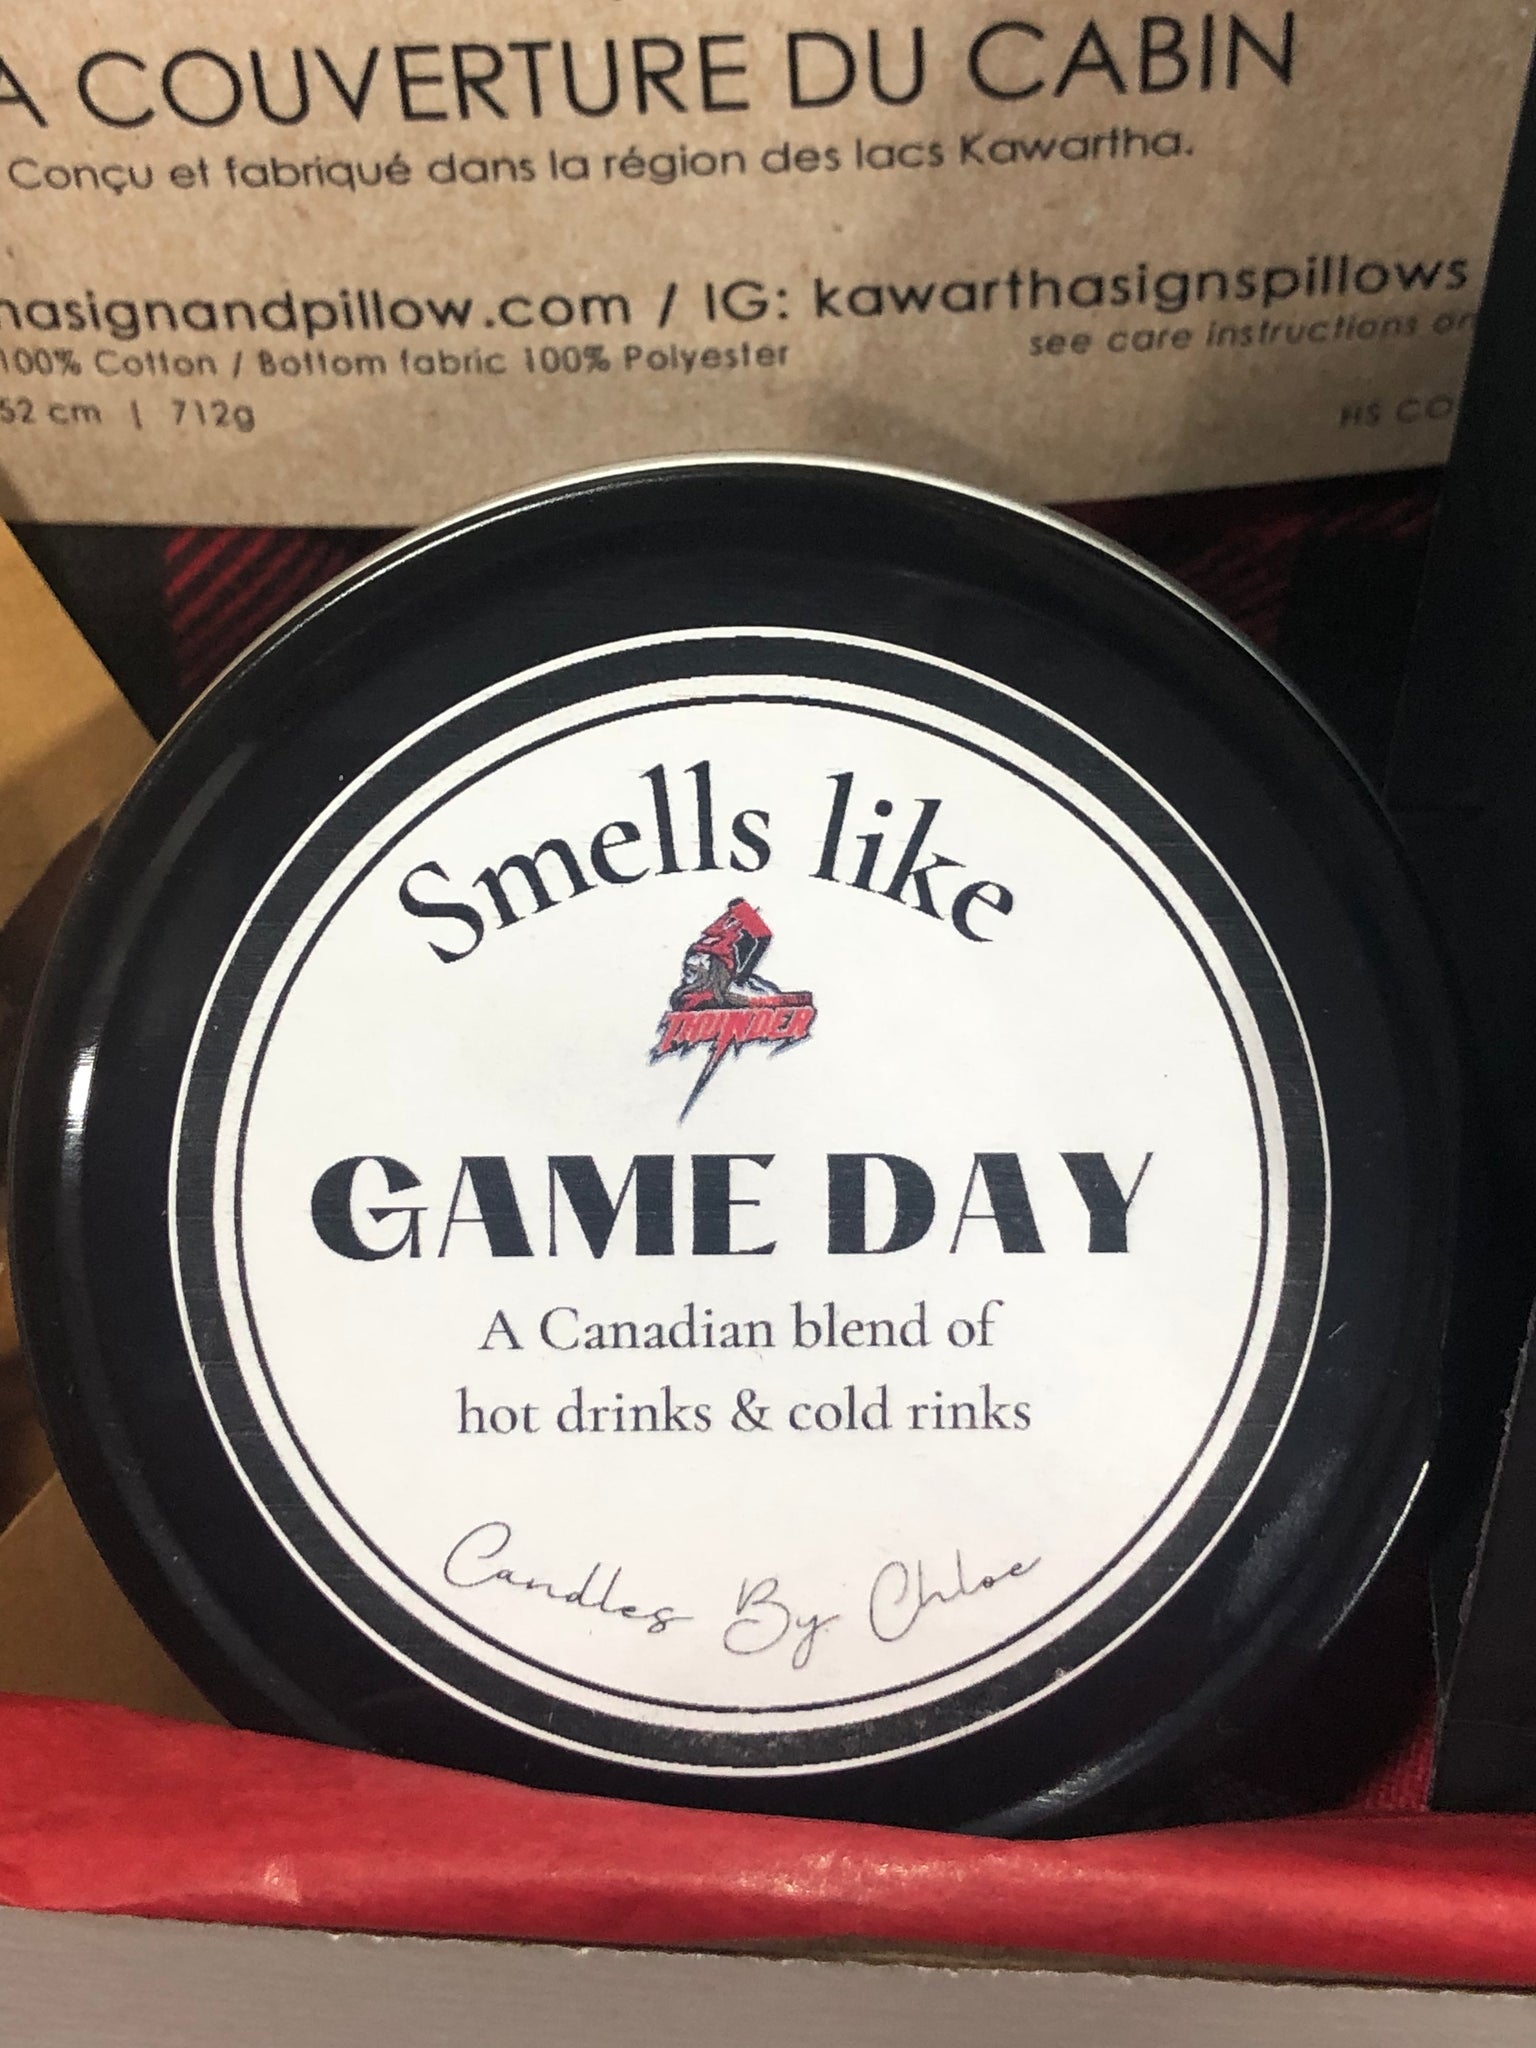 A COUVERTURE DU CABIN
Conçu et fabriqué dans la région des lacs Kawartha.
hasignandpillow.com / IG: kawarthasignspillows
100% Cotton / Bottom fabric 100% Polyester
see care instructions on
52 cm | 712g
HS CO
Smells like
THUNDER
GAME DAY
A Canadian blend of
hot drinks & cold rinks
Candles By Chloe